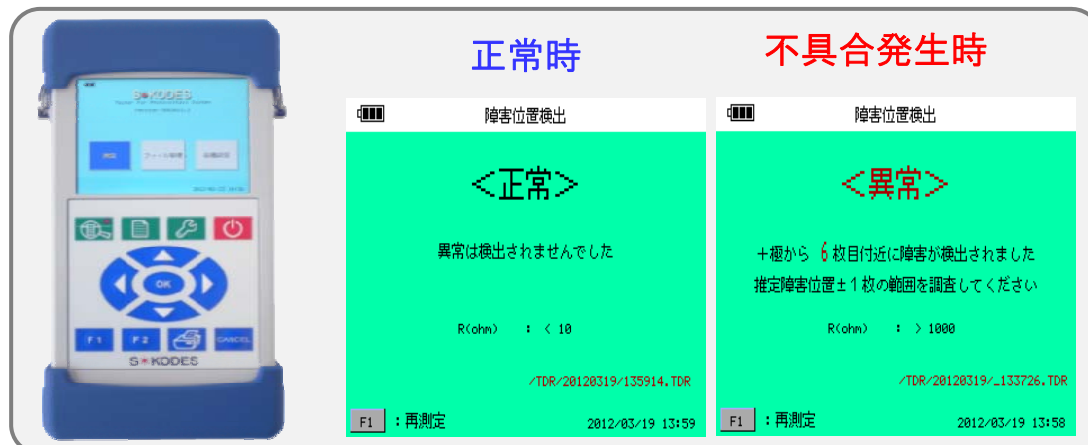 正常時
不具合発生時
S*KODES
測定
F1
F2
OK
CANCEL
S*KODES
障害位置検出
<正常>
異常は検出されませんでした
R(ohm) : < 10
/TDR/20120319/135914.TDR
F1 :再測定
2012/03/19 13:59
障害位置検出
<異常>
+極から 6 枚目付近に障害が検出されました
推定障害位置±1枚の範囲を調査してください
R(ohm) : > 1000
/TDR/20120319/_133726.TDR
F1 :再測定
2012/03/19 13:58